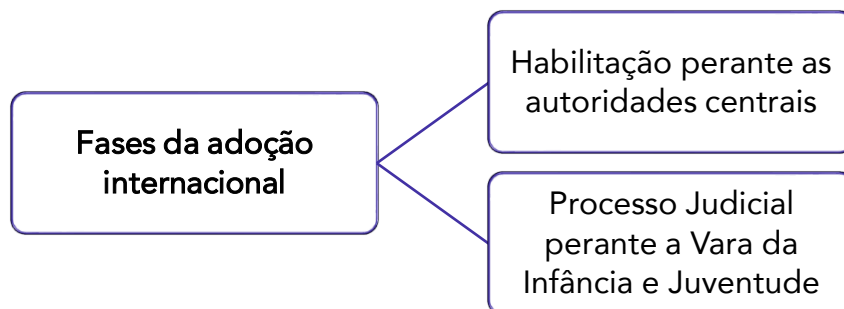 Fases da adoção
internacional
Habilitação perante as
autoridades centrais
Processo Judicial
perante a Vara da
Infância e Juventude